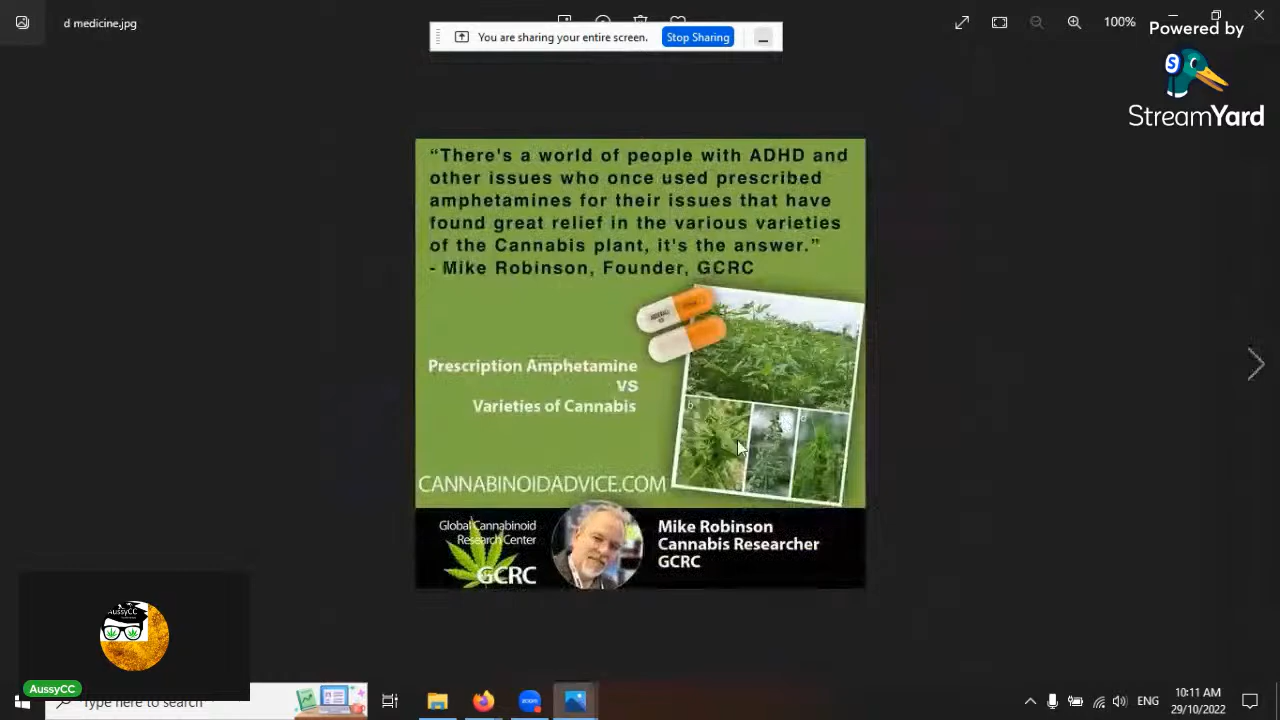 d medicine.jpg
You are sharing your entire screen.
Stop Sharing
100%
Powered by
StreamYard
“There's a world of people with ADHD and
other issues who once used prescribed
amphetamines for their issues that have
found great relief in the various varieties
of the Cannabis plant, it's the answer.”
- Mike Robinson, Founder, GCRC
Prescription Amphetamine
VS
Varieties of Cannabis
CANNABINOIDADVICE.COM
Global Cannabinoid
Research Center
GCRC
Mike Robinson
Cannabis Researcher
GCRC
AussyCC
AussyCC
Type here to search
zoom
ENG
10:11 AM
29/10/2022